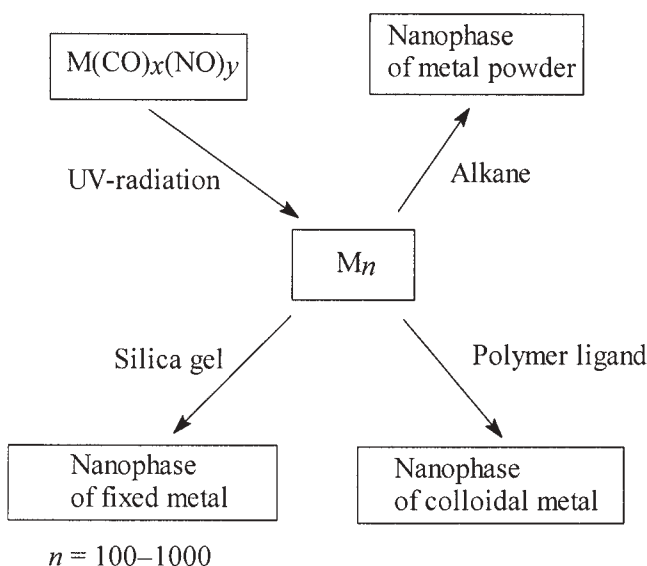 M(CO)x(NO)y
Nanophase
of metal powder
UV-radiation
Alkane
Mn
Silica gel
Polymer ligand
Nanophase
of fixed metal
Nanophase
of colloidal metal
n = 100–1000